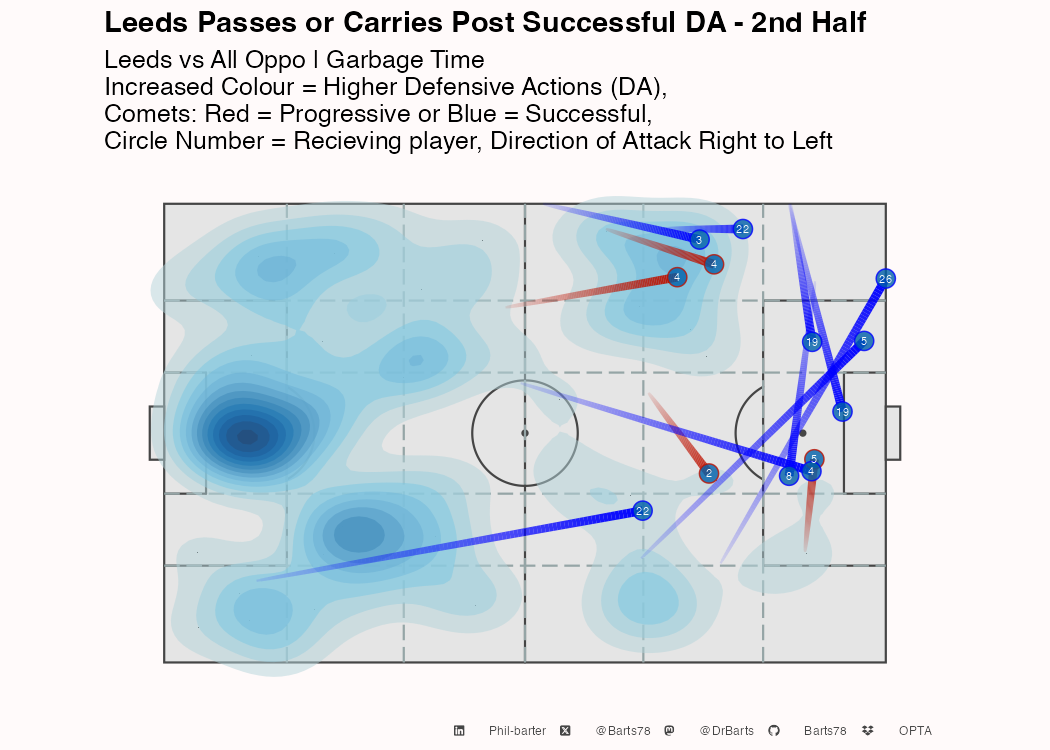 Leeds Passes or Carries Post Successful DA - 2nd Half
Leeds vs All Oppo | Garbage Time
Increased Colour = Higher Defensive Actions (DA),
Comets: Red = Progressive or Blue = Successful,
Circle Number = Recieving player, Direction of Attack Right to Left
22
3
4
4
26
19
5
19
5
4
8
2
22
Phil-barter @Barts78 @DrBarts Barts78 OPTA